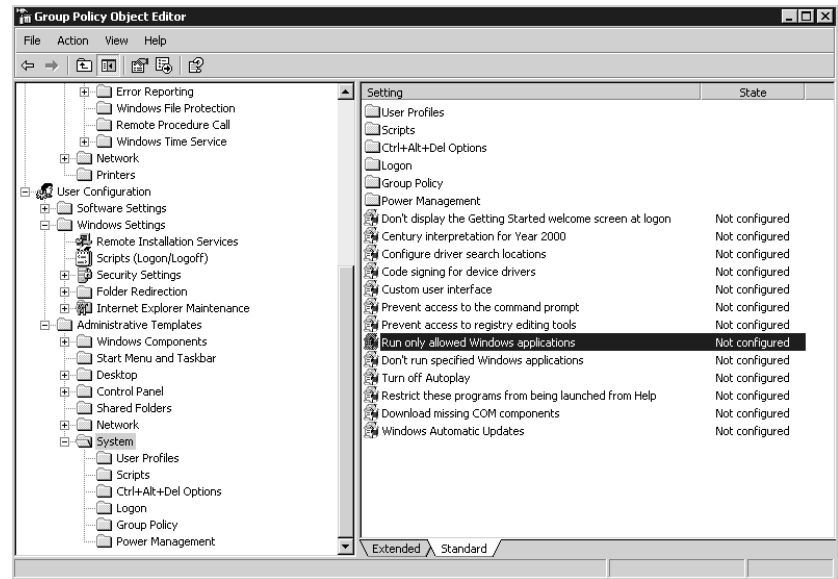 Group Policy Object Editor
File Action View Help
Error Reporting
Windows File Protection
Remote Procedure Call
Windows Time Service
Network
Printers
User Configuration
Software Settings
Windows Settings
Remote Installation Services
Scripts (Logon/Logoff)
Security Settings
Folder Redirection
Internet Explorer Maintenance
Administrative Templates
Windows Components
Start Menu and Taskbar
Desktop
Control Panel
Shared Folders
Network
System
User Profiles
Scripts
Ctrl+Alt+Del Options
Logon
Group Policy
Power Management
Setting State
User Profiles
Scripts
Ctrl+Alt+Del Options
Logon
Group Policy
Power Management
Don't display the Getting Started welcome screen at logon Not configured
Century interpretation for Year 2000 Not configured
Configure driver search locations Not configured
Code signing for device drivers Not configured
Custom user interface Not configured
Prevent access to the command prompt Not configured
Prevent access to registry editing tools Not configured
Run only allowed Windows applications Not configured
Don't run specified Windows applications Not configured
Turn off Autoplay Not configured
Restrict these programs from being launched from Help Not configured
Download missing COM components Not configured
Windows Automatic Updates Not configured
Extended Standard